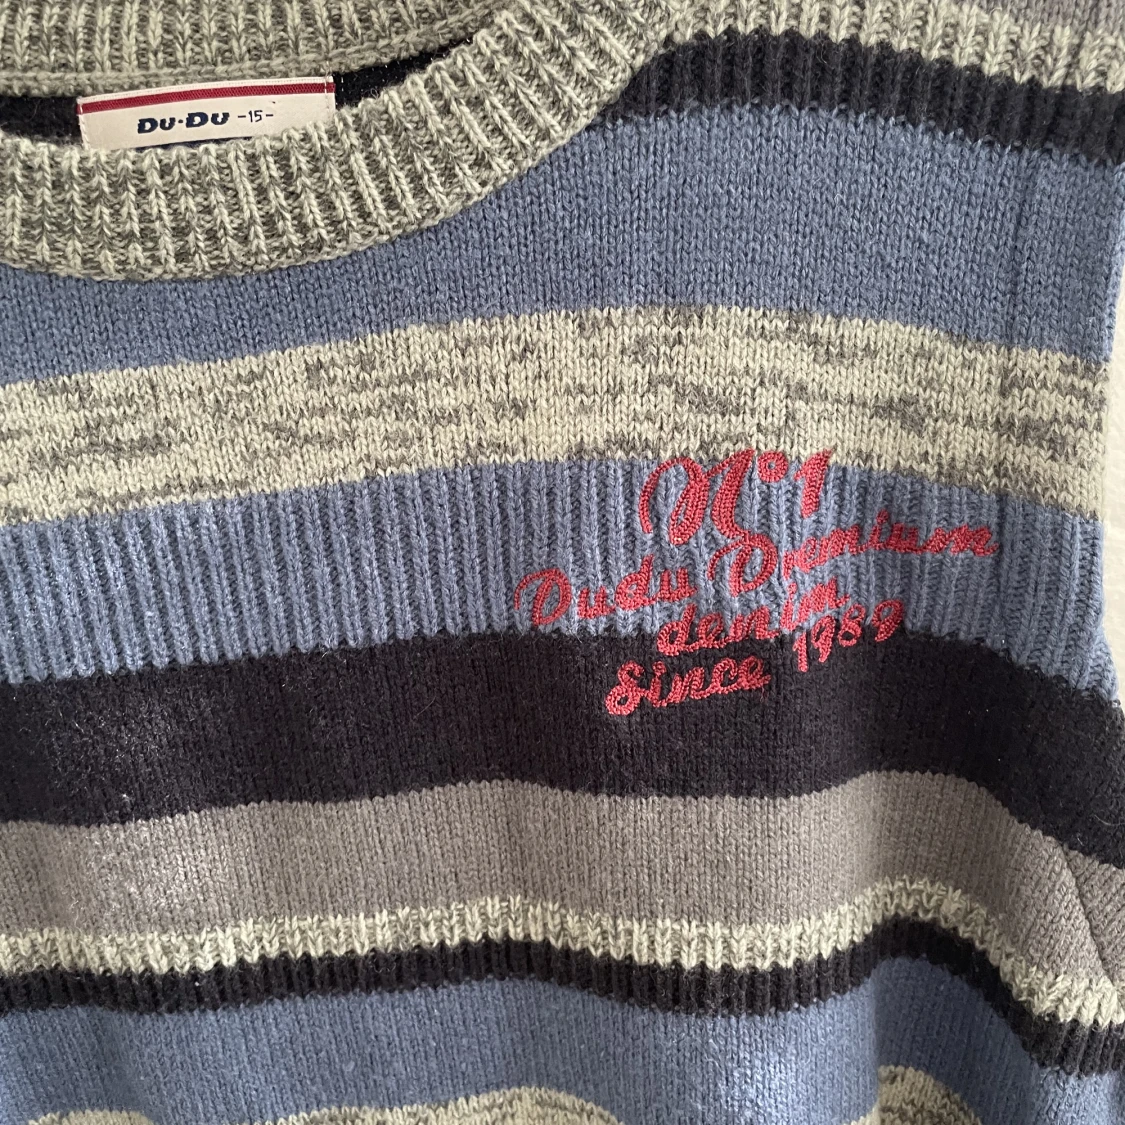 DU·DU -15-
N°1
Dudu Premium
denim
Since 1989